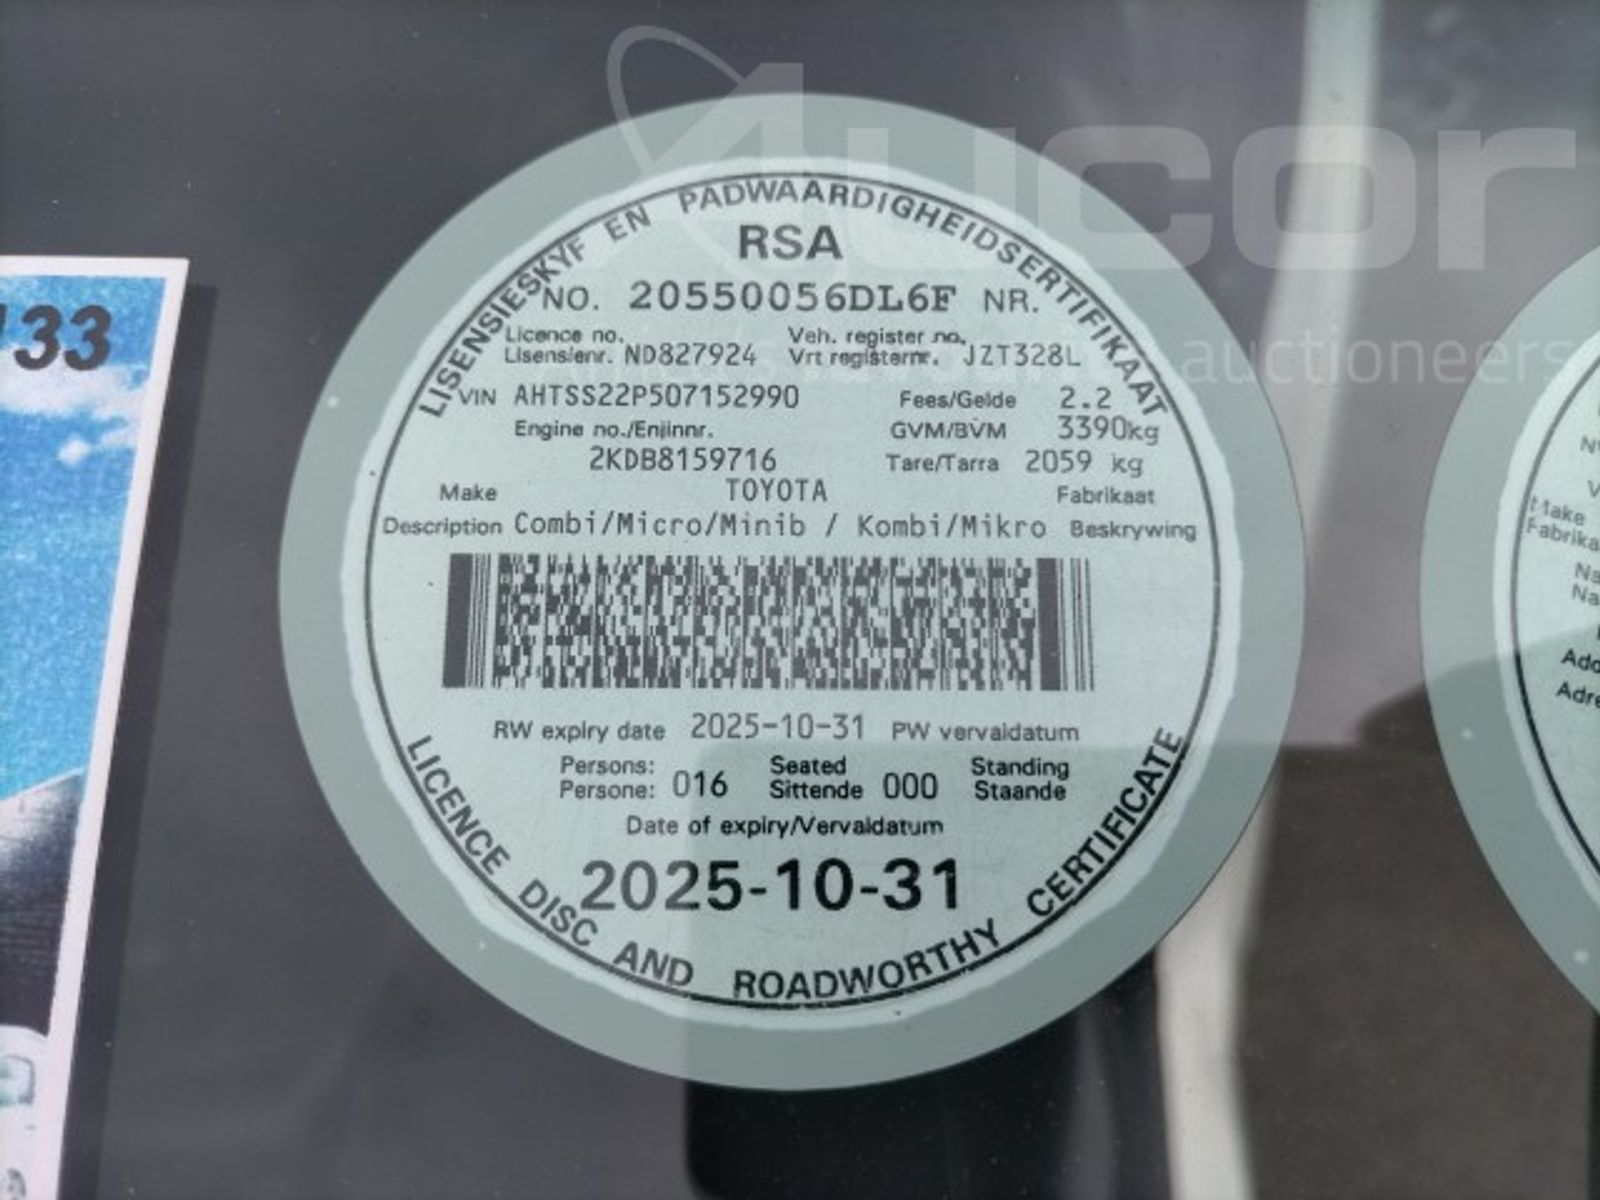 Aucor
auctioneers
133
LISENSIESKYF EN PADWAARDIGHEIDSERTIFIKAAT
RSA
NO. 20550056DL6F NR.
Licence no. Veh. register no.
Lisensienr. ND827924 Vrt registernr. JZT328L
VIN AHTSS22P507152990 Fees/Gelde 2.2
Engine no./Enjinnr. GVM/BVM 3390kg
2KDB8159716 Tare/Tarra 2059 kg
Make TOYOTA Fabrikaat
Description Combi/Micro/Minib / Kombi/Mikro Beskrywing
RW expiry date 2025-10-31 PW vervaldatum
Persons: Seated Standing
Persone: 016 Sittende 000 Staande
Date of expiry/Vervaldatum
2025-10-31
LICENCE DISC AND ROADWORTHY CERTIFICATE
Make